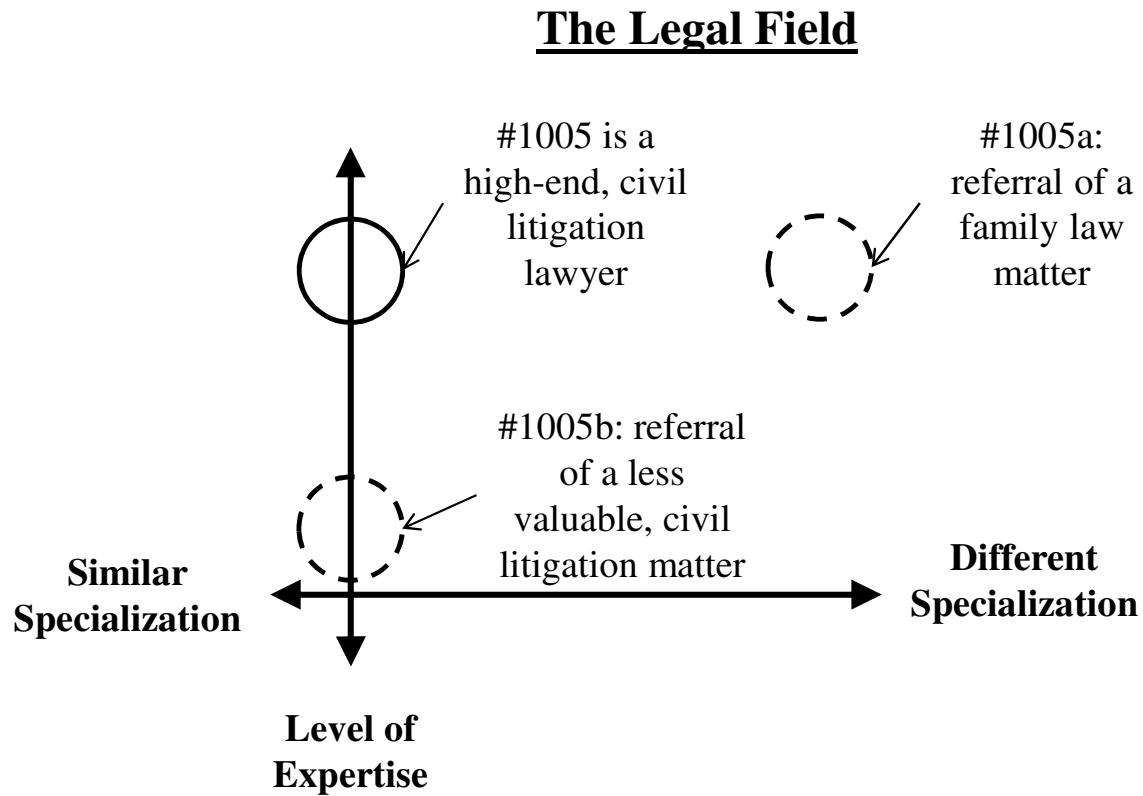 The Legal Field
#1005 is a
high-end, civil
litigation
lawyer
#1005a:
referral of a
family law
matter
#1005b: referral
of a less
valuable, civil
litigation matter
Similar
Specialization
Different
Specialization
Level of
Expertise